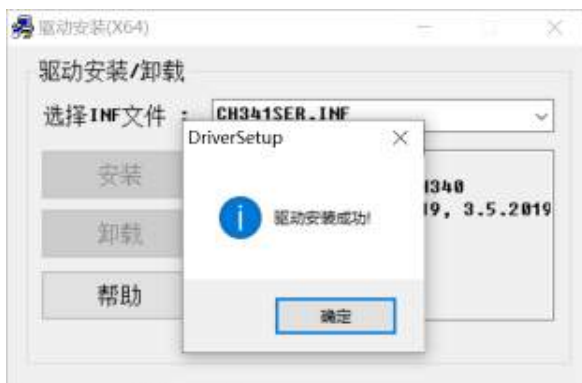 驱动安装(X64)
驱动安装/卸载
选择INF文件 :
CH341SER.INF
DriverSetup
安装
卸载
帮助
H340
19, 3.5.2019
驱动安装成功!
确定